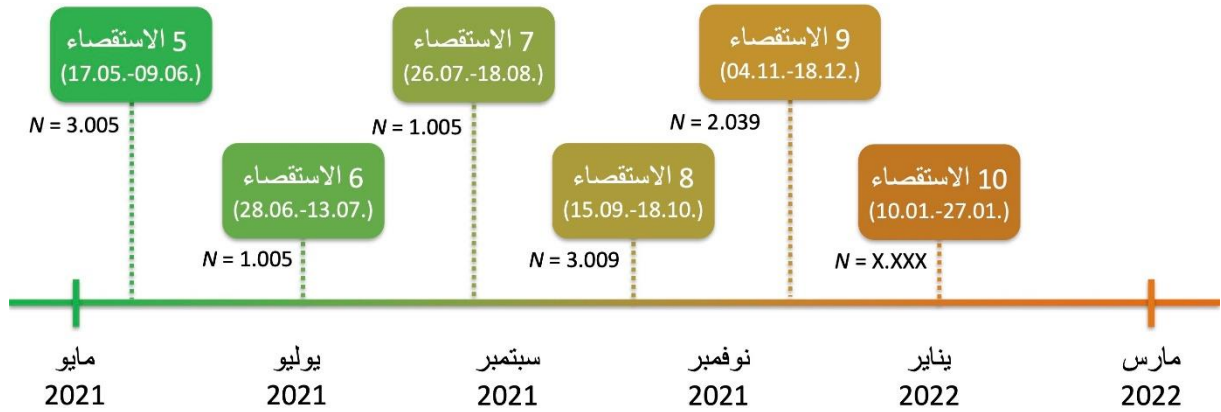 5 الاستقصاء
(17.05.-09.06.)
N = 3.005
6 الاستقصاء
(28.06.-13.07.)
N = 1.005
7 الاستقصاء
(26.07.-18.08.)
N = 1.005
8 الاستقصاء
(15.09.-18.10.)
N = 3.009
9 الاستقصاء
(04.11.-18.12.)
N = 2.039
10 الاستقصاء
(10.01.-27.01.)
N = X.XXX
مايو
2021
يوليو
2021
سبتمبر
2021
نوفمبر
2021
يناير
2022
مارس
2022